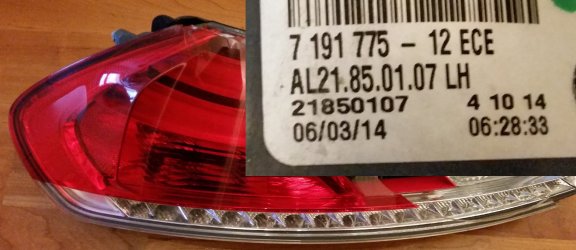 7 191 775 - 12 ECE
AL21.85.01.07 LH
21850107 4 10 14
06/03/14 06:28:33